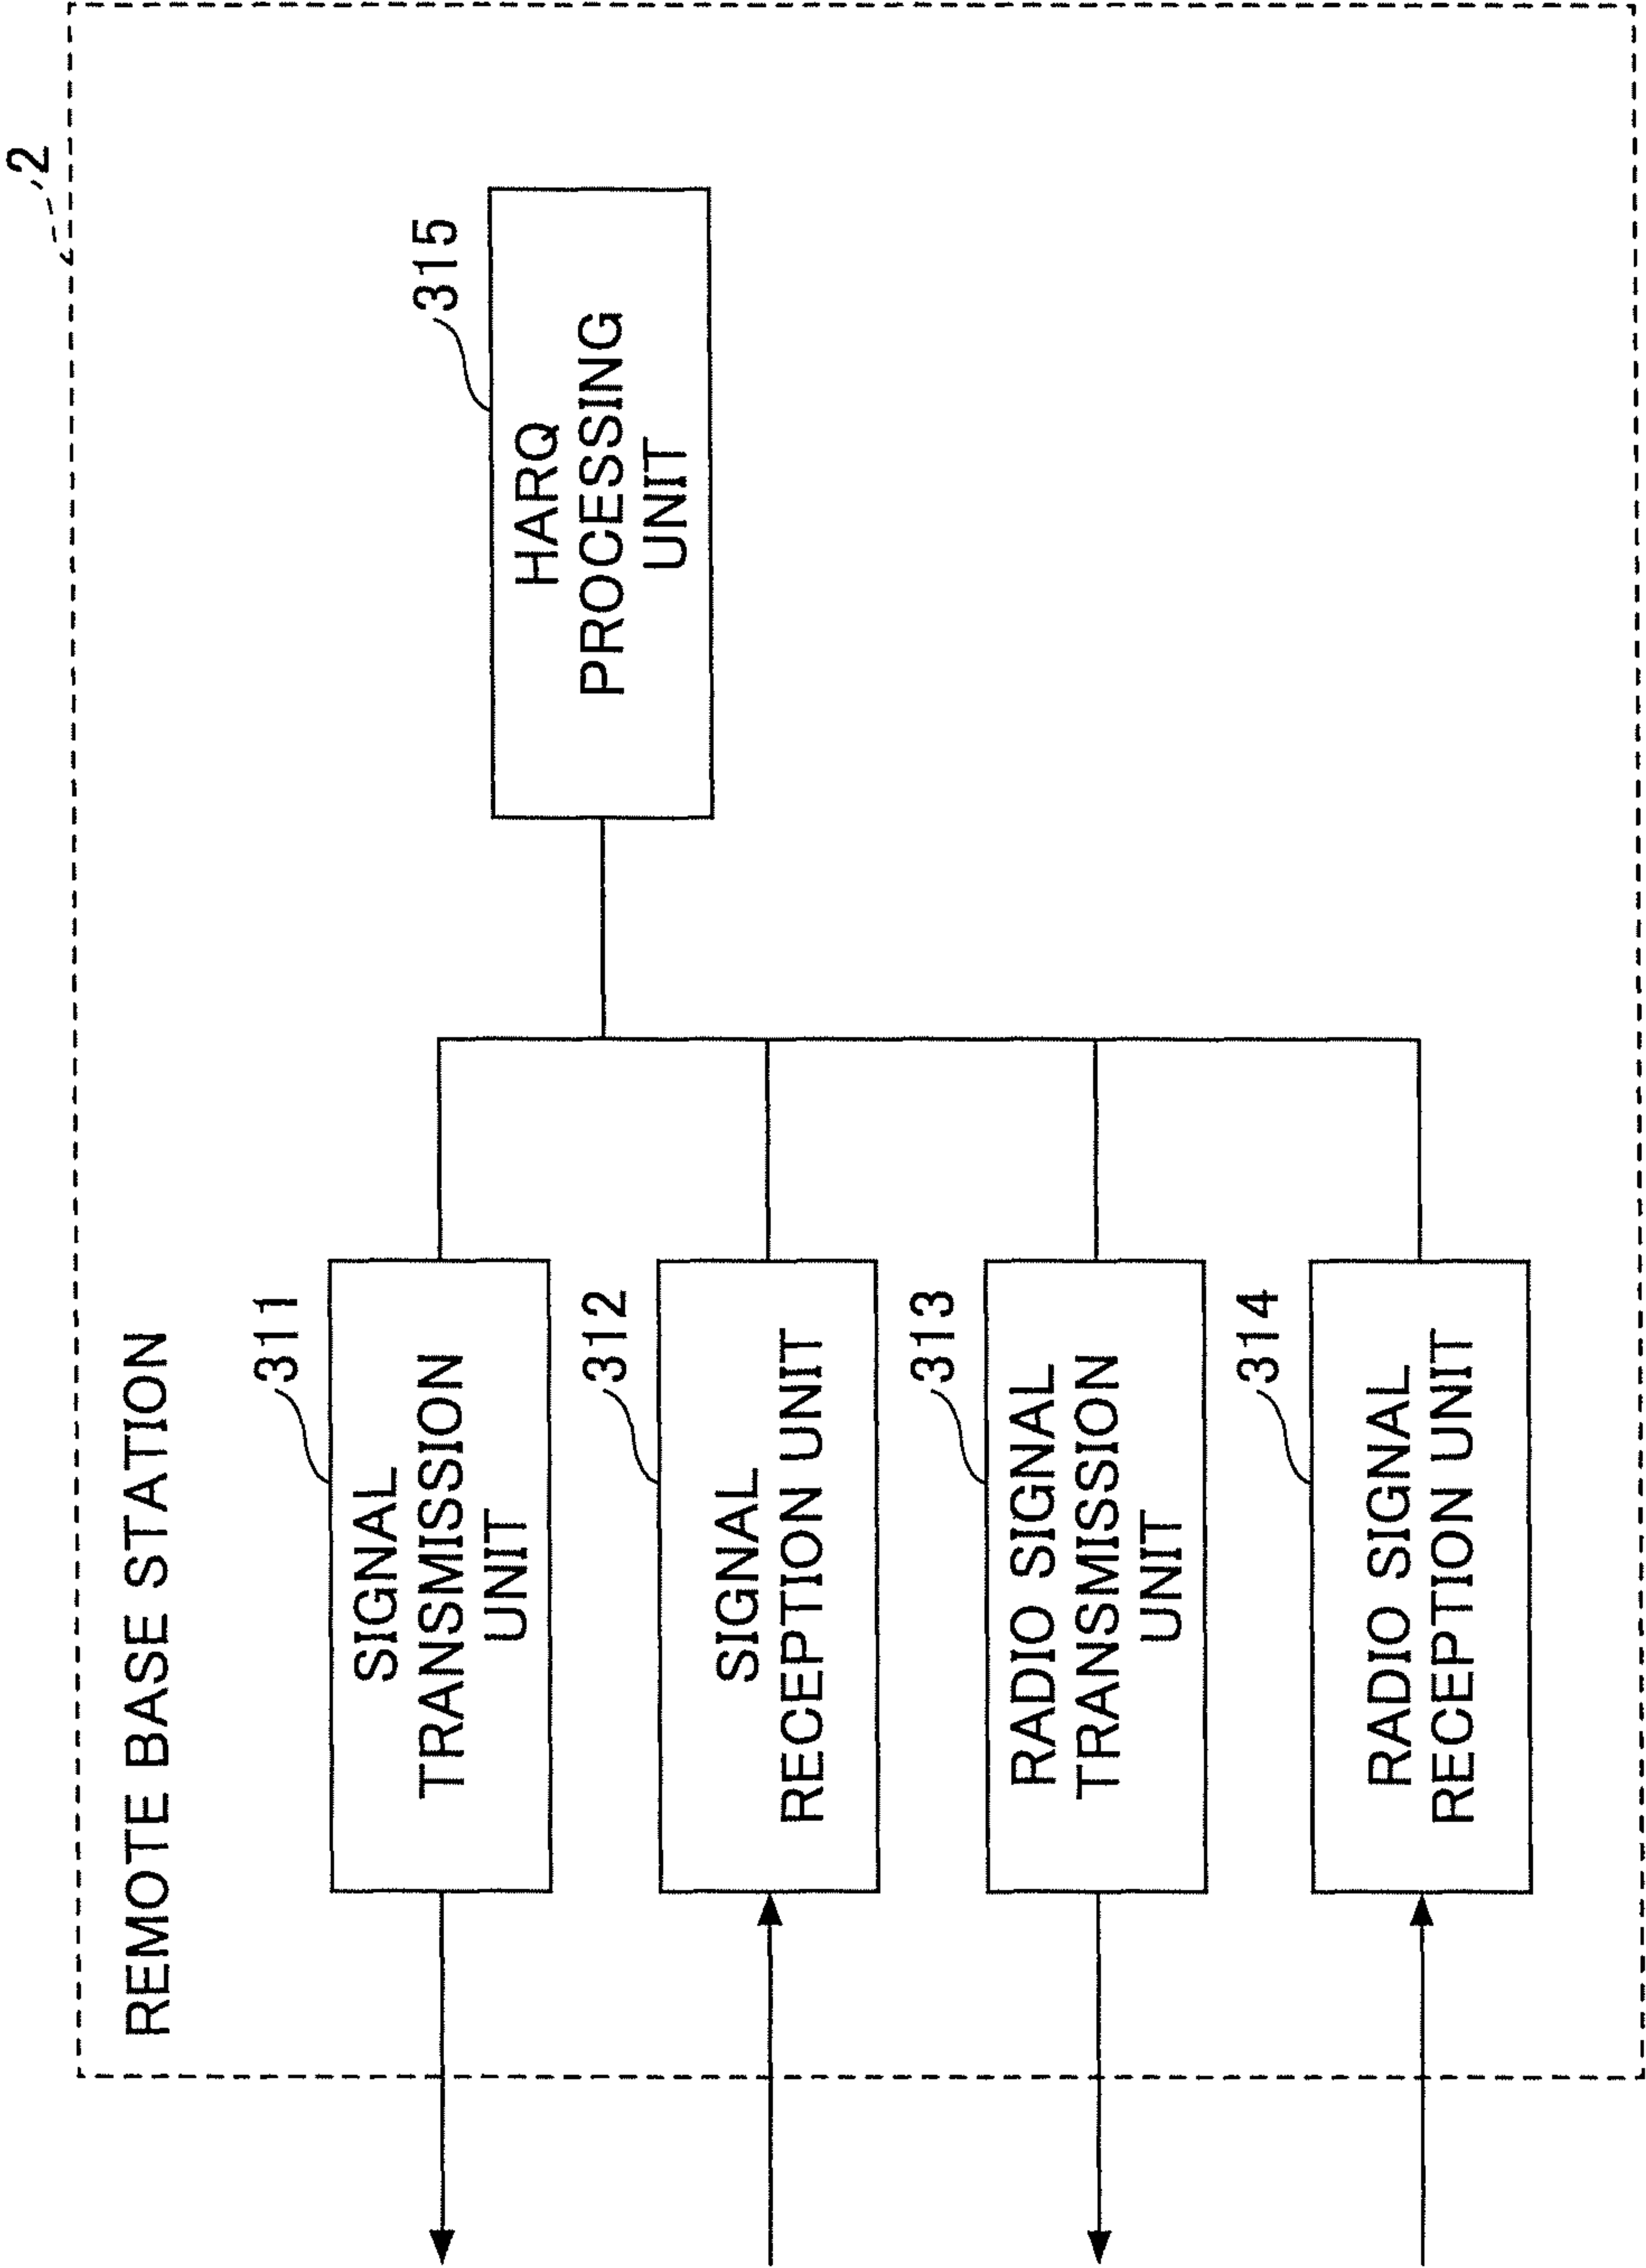 2
REMOTE BASE STATION
311
SIGNAL
TRANSMISSION
UNIT
312
SIGNAL
RECEPTION UNIT
313
RADIO SIGNAL
TRANSMISSION
UNIT
314
RADIO SIGNAL
RECEPTION UNIT
315
HARQ
PROCESSING
UNIT